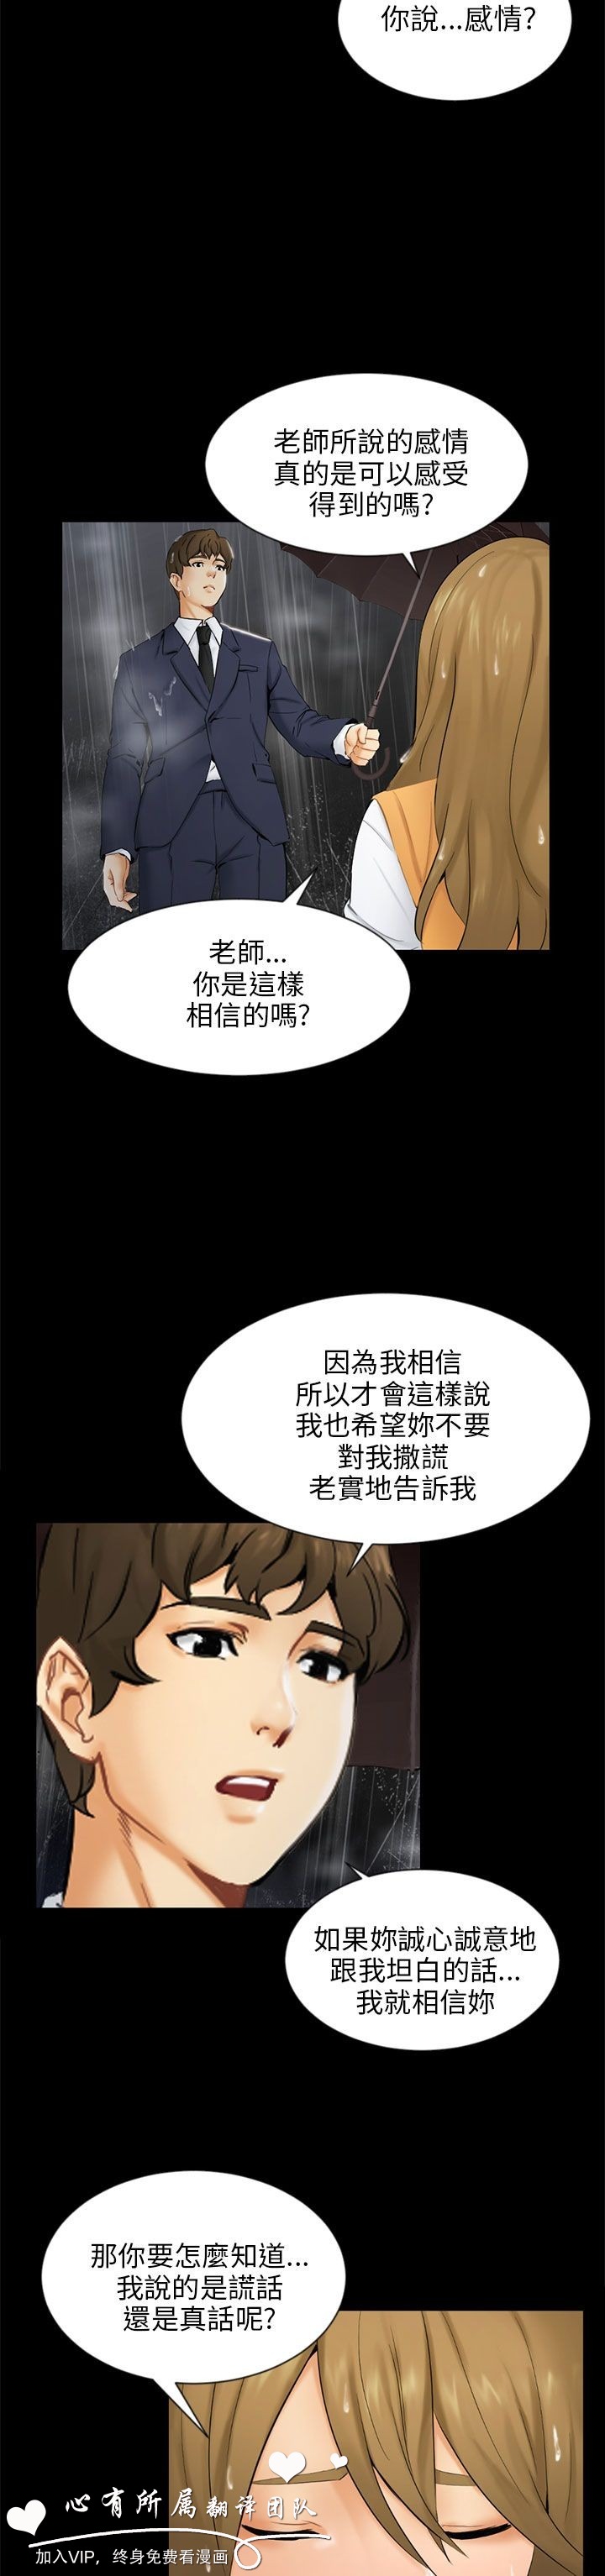 你說...感情?
老師所說的感情
真的是可以感受
得到的嗎?
老師...
你是這樣
相信的嗎?
因為我相信
所以才會這樣說
我也希望妳不要
對我撒謊
老實地告訴我
如果妳誠心誠意地
跟我坦白的話...
我就相信妳
那你要怎麼知道...
我說的是謊話
還是真話呢?
心有所属翻译团队
加入VIP，终身免费看漫画